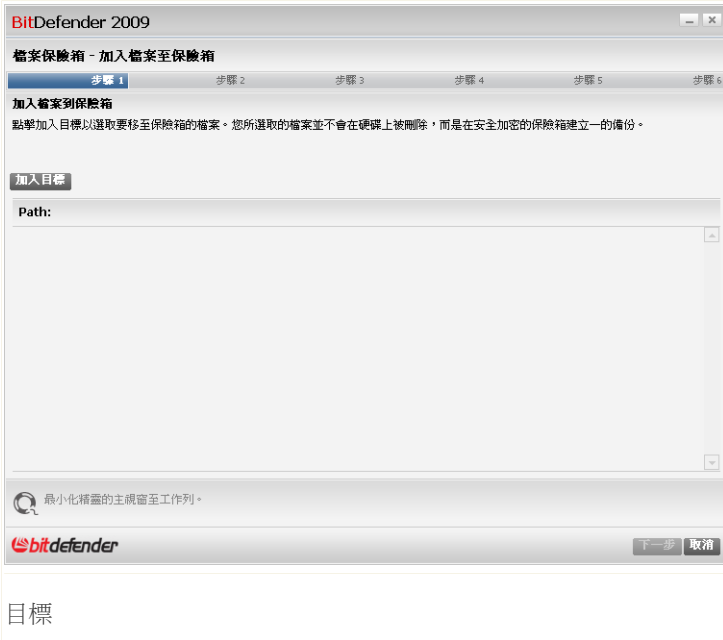 BitDefender 2009
檔案保險箱 - 加入檔案至保險箱
步驟 1 步驟 2 步驟 3 步驟 4 步驟 5 步驟 6
加入檔案到保險箱
點擊加入目標以選取要移至保險箱的檔案。您所選取的檔案並不會在硬碟上被刪除，而是在安全加密的保險箱建立一的備份。
加入目標
Path:
最小化精靈的主視窗至工作列。
bitdefender
下一步 取消
目標